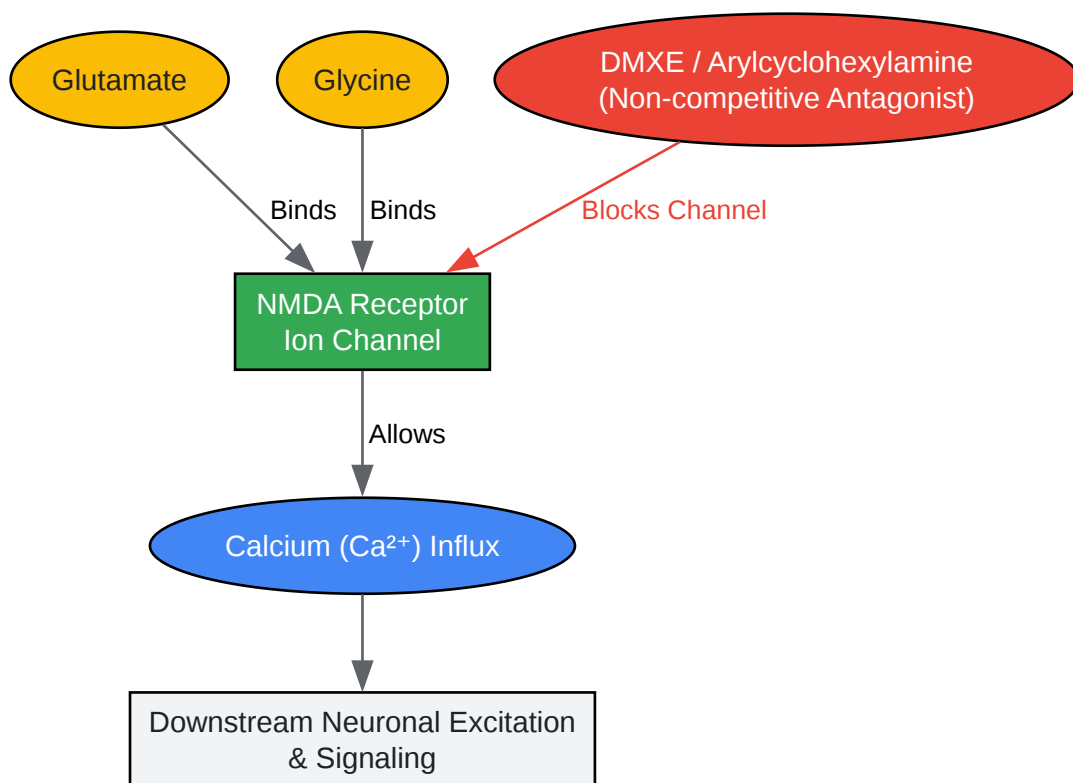 Glutamate
Glycine
DMXE / Arylcyclohexylamine
(Non-competitive Antagonist)
Binds
Binds
Blocks Channel
NMDA Receptor
Ion Channel
Allows
Calcium (Ca²⁺) Influx
Downstream Neuronal Excitation
& Signaling